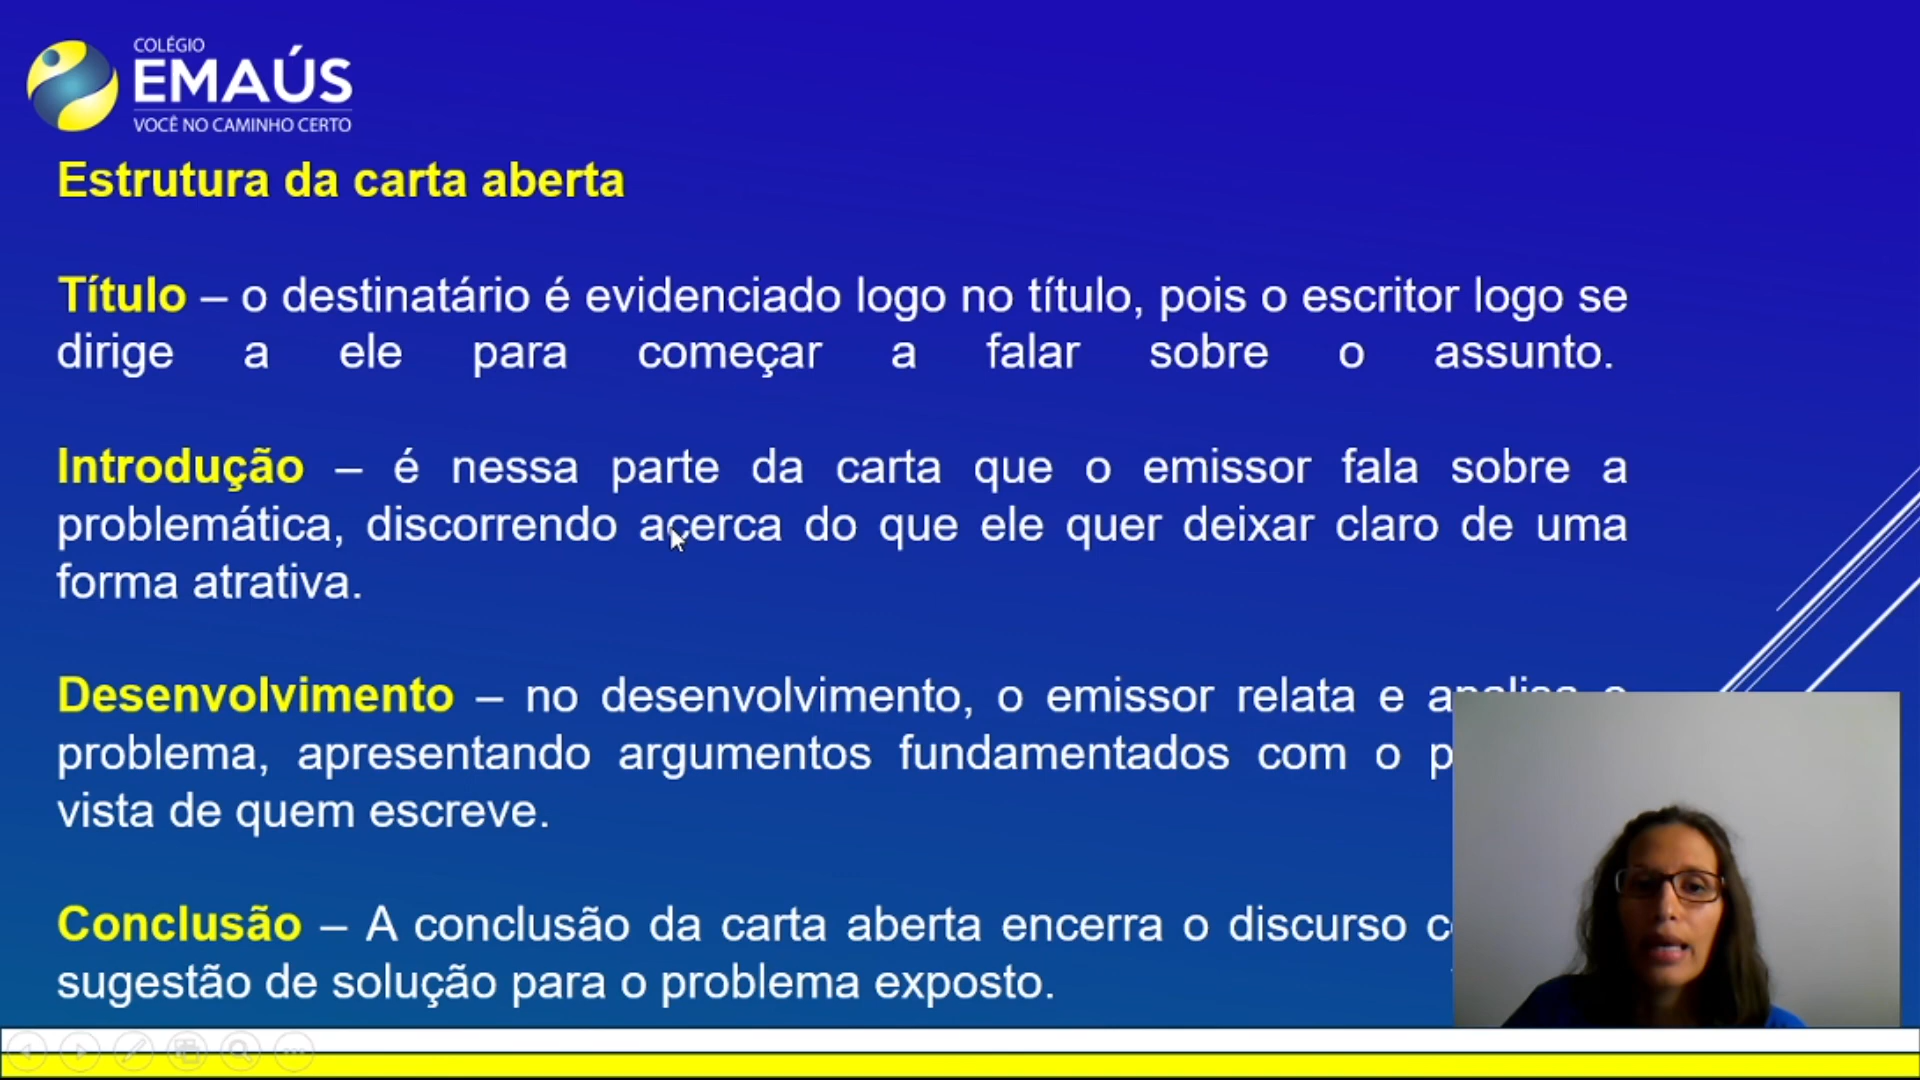 COLÉGIO
EMAÚS
VOCÊ NO CAMINHO CERTO
Estrutura da carta aberta
Título – o destinatário é evidenciado logo no título, pois o escritor logo se
dirige a ele para começar a falar sobre o assunto.
Introdução – é nessa parte da carta que o emissor fala sobre a
problemática, discorrendo acerca do que ele quer deixar claro de uma
forma atrativa.
Desenvolvimento – no desenvolvimento, o emissor relata e analisa o
problema, apresentando argumentos fundamentados com o
vista de quem escreve.
Conclusão – A conclusão da carta aberta encerra o discurso
sugestão de solução para o problema exposto.